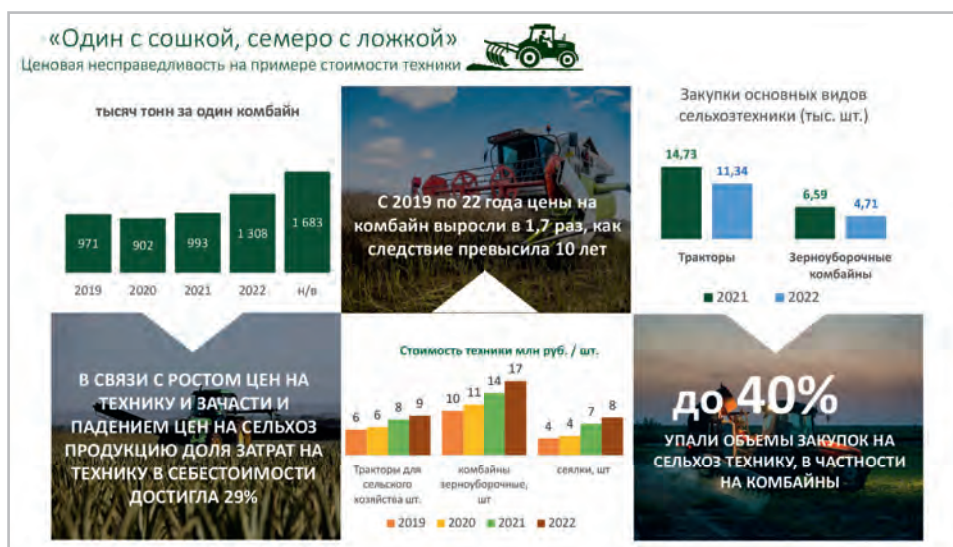 «Один с сошкой, семеро с ложкой»
Ценовая несправедливость на примере стоимости техники
тысяч тонн за один комбайн
971
902
993
1 308
1 683
2019
2020
2021
2022
н/в
С 2019 по 22 года цены на
комбайн выросли в 1,7 раз, как
следствие превысила 10 лет
Закупки основных видов
сельхозтехники (тыс. шт.)
14,73
11,34
6,59
4,71
Тракторы
Зерноуборочные
комбайны
2021
2022
В СВЯЗИ С РОСТОМ ЦЕН НА
ТЕХНИКУ И ЗАЧАСТИ И
ПАДЕНИЕМ ЦЕН НА СЕЛЬХОЗ
ПРОДУКЦИЮ ДОЛЯ ЗАТРАТ НА
ТЕХНИКУ В СЕБЕСТОИМОСТИ
ДОСТИГЛА 29%
Стоимость техники млн руб. / шт.
6
6
8
9
10
11
14
17
4
4
7
8
Тракторы для
сельского
хозяйства шт.
комбайны
зерноуборочные,
шт
сеялки, шт
2019
2020
2021
2022
до 40%
УПАЛИ ОБЪЕМЫ ЗАКУПОК НА
СЕЛЬХОЗ ТЕХНИКУ, В ЧАСТНОСТИ
НА КОМБАЙНЫ